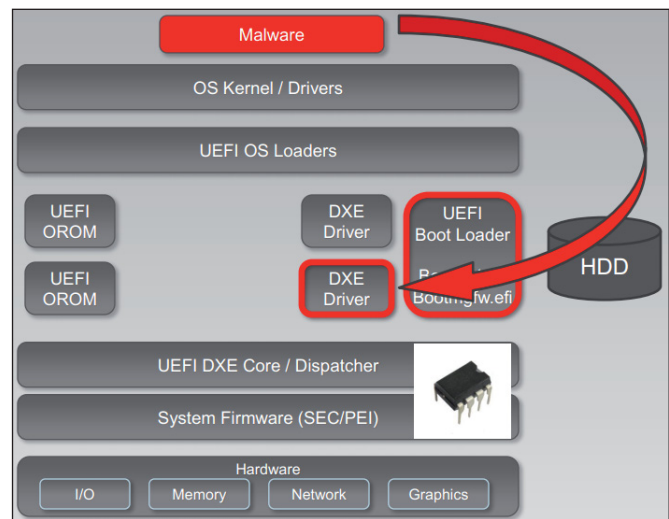 Malware
OS Kernel / Drivers
UEFI OS Loaders
UEFI
OROM
DXE
Driver
UEFI
Boot Loader
HDD
UEFI
OROM
DXE
Driver
Bootmgfw.efi
UEFI DXE Core / Dispatcher
System Firmware (SEC/PEI)
Hardware
I/O
Memory
Network
Graphics